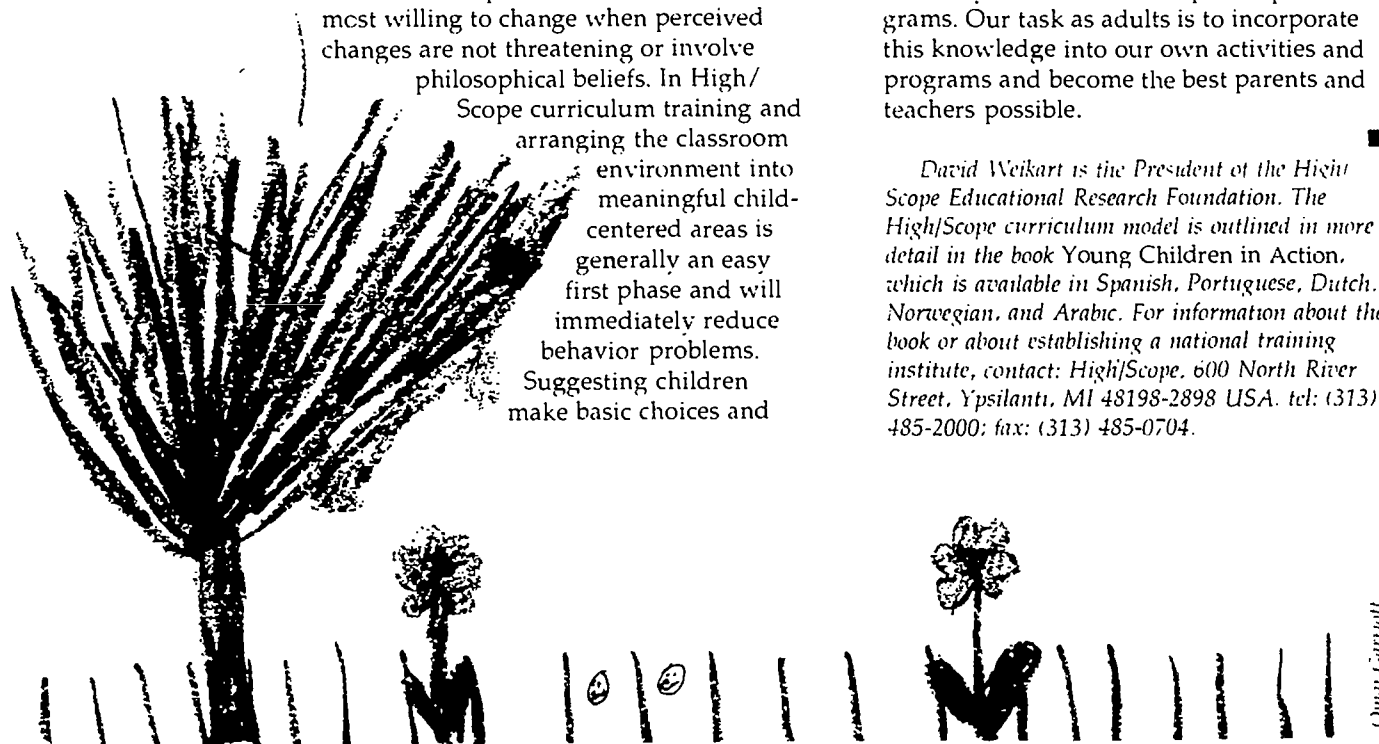 most willing to change when perceived
changes are not threatening or involve
philosophical beliefs. In High/
Scope curriculum training and
arranging the classroom
environment into
meaningful child-
centered areas is
generally an easy
first phase and will
immediately reduce
behavior problems.
Suggesting children
make basic choices and
grams. Our task as adults is to incorporate
this knowledge into our own activities and
programs and become the best parents and
teachers possible.
David Weikart is the President of the High/
Scope Educational Research Foundation. The
High/Scope curriculum model is outlined in more
detail in the book Young Children in Action,
which is available in Spanish, Portuguese, Dutch,
Norwegian, and Arabic. For information about the
book or about establishing a national training
institute, contact: High/Scope, 600 North River
Street, Ypsilanti, MI 48198-2898 USA. tel: (313)
485-2000; fax: (313) 485-0704.